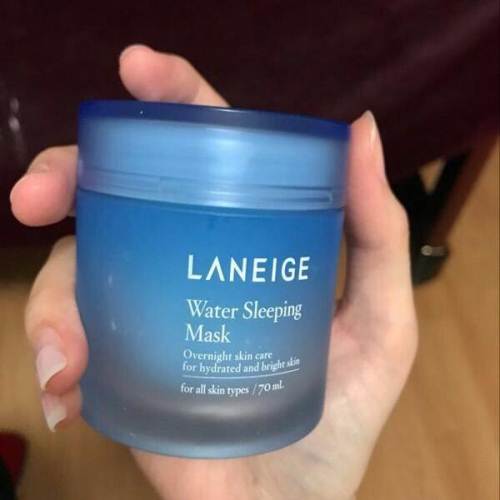 LANEIGE
Water Sleeping
Mask
Overnight skin care
for hydrated and bright skin
for all skin types / 70 ml.